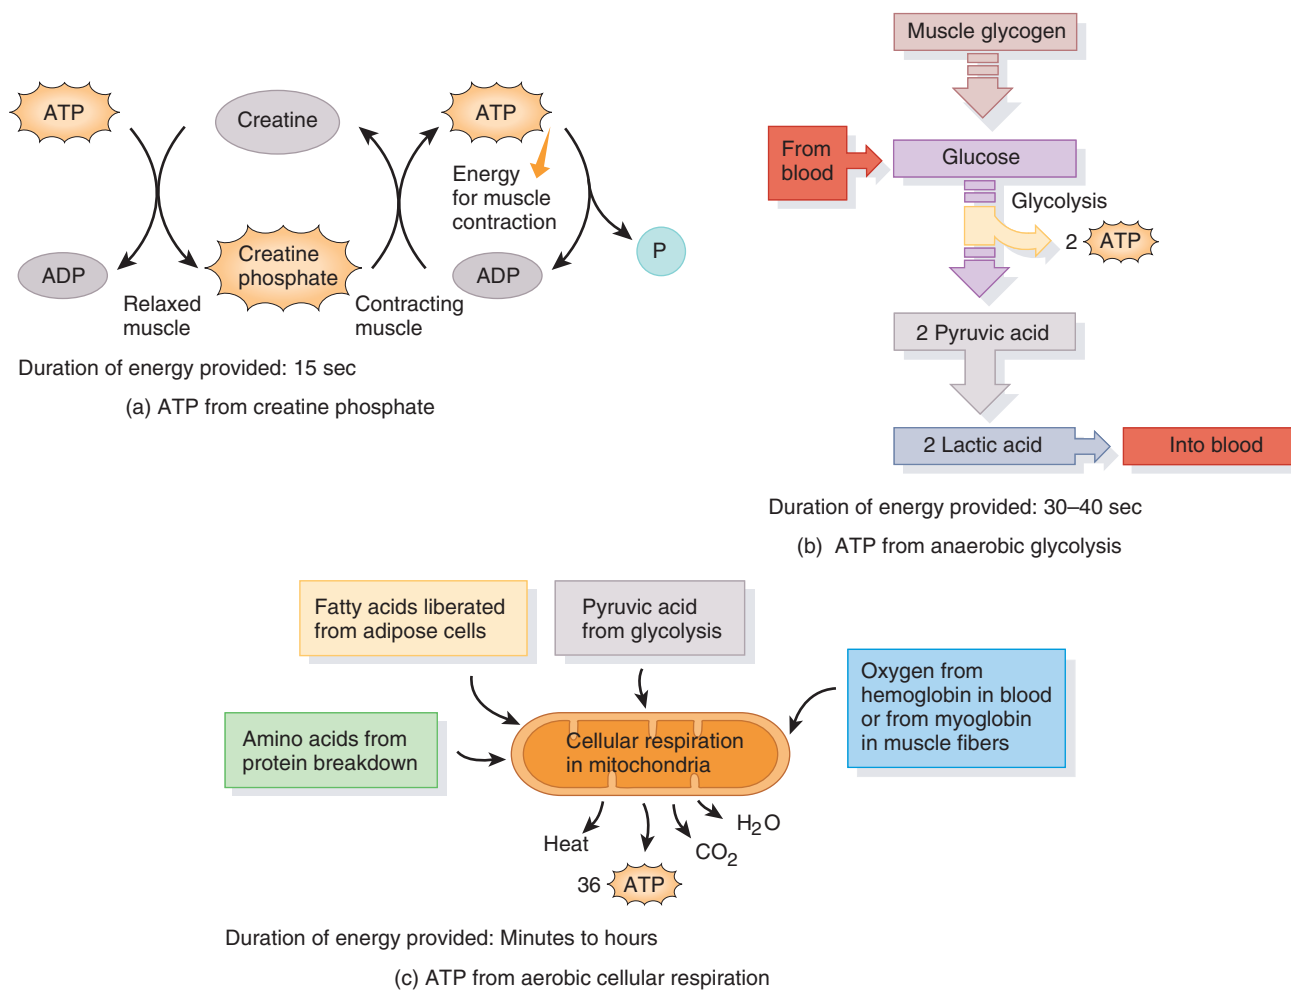 ATP
Creatine
ATP
Energy
for muscle
contraction
ADP
Creatine
phosphate
ADP
P
Relaxed
muscle
Contracting
muscle
Duration of energy provided: 15 sec
(a) ATP from creatine phosphate
Muscle glycogen
From
blood
Glucose
Glycolysis
2 ATP
2 Pyruvic acid
2 Lactic acid
Into blood
Duration of energy provided: 30–40 sec
(b) ATP from anaerobic glycolysis
Fatty acids liberated
from adipose cells
Pyruvic acid
from glycolysis
Oxygen from
hemoglobin in blood
or from myoglobin
in muscle fibers
Amino acids from
protein breakdown
Cellular respiration
in mitochondria
Heat
36 ATP
CO2
H2O
Duration of energy provided: Minutes to hours
(c) ATP from aerobic cellular respiration